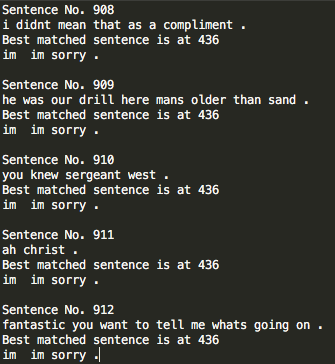 Sentence No. 908
i didnt mean that as a compliment .
Best matched sentence is at 436
im  im sorry .

Sentence No. 909
he was our drill here mans older than sand .
Best matched sentence is at 436
im  im sorry .

Sentence No. 910
you knew sergeant west .
Best matched sentence is at 436
im  im sorry .

Sentence No. 911
ah christ .
Best matched sentence is at 436
im  im sorry .

Sentence No. 912
fantastic you want to tell me whats going on .
Best matched sentence is at 436
im  im sorry .